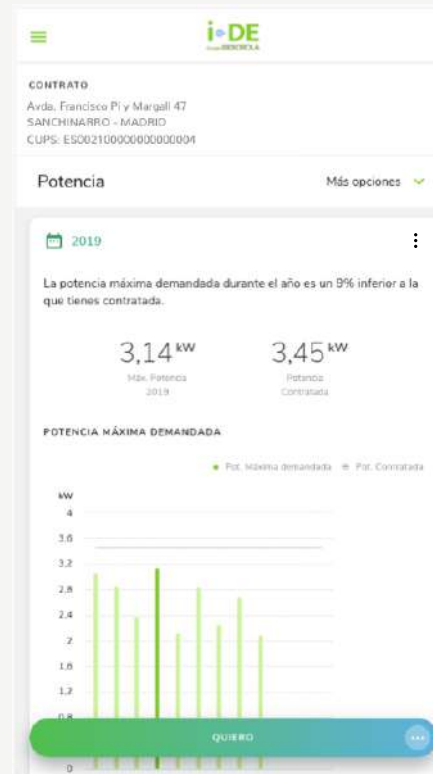 i-DE
Grupo IBERDROLA
CONTRATO
Avda. Francisco Pi y Margall 47
SANCHINARRO - MADRID
CUPS: ES002100000000000004
Potencia
Más opciones
2019
La potencia máxima demandada durante el año es un 9% inferior a la
que tienes contratada.
3,14 kW
3,45 kW
Máx. Potencia
2019
Potencia
Contratada
POTENCIA MÁXIMA DEMANDADA
Pot. Máxima demandada
Pot. Contratada
kW
4
3.6
3.2
2.8
2.4
2
1.6
1.2
0.8
QUIERO
0